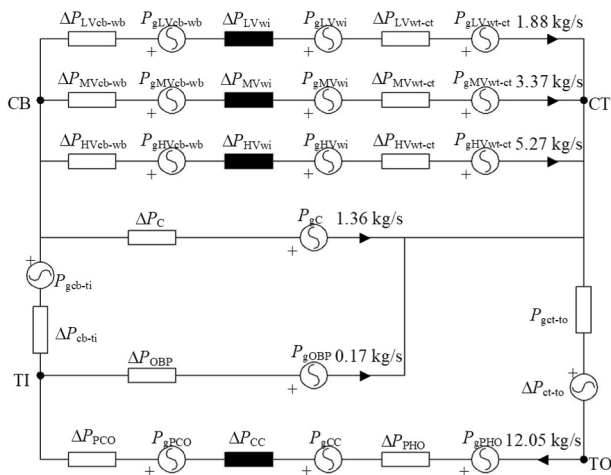 ΔP_LVcb-wb P_gLVcb-wb ΔP_LVwi P_gLVwi ΔP_LVwt-ct P_gLVwt-ct 1.88 kg/s
+ + +
ΔP_MVcb-wb P_gMVcb-wb ΔP_MVwi P_gMVwi ΔP_MVwt-ct P_gMVwt-ct 3.37 kg/s
CB CT
+ + +
ΔP_HVcb-wb P_gHVcb-wb ΔP_HVwi P_gHVwi ΔP_HVwt-ct P_gHVwt-ct 5.27 kg/s
+ + +
ΔP_C P_gC 1.36 kg/s
+
+
P_gcb-ti
P_gct-to
ΔP_cb-ti
ΔP_OBP P_gOBP 0.17 kg/s
TI
+
+
ΔP_ct-to
ΔP_PCO P_gPCO ΔP_CC P_gCC ΔP_PHO P_gPHO 12.05 kg/s
TO
+ + +